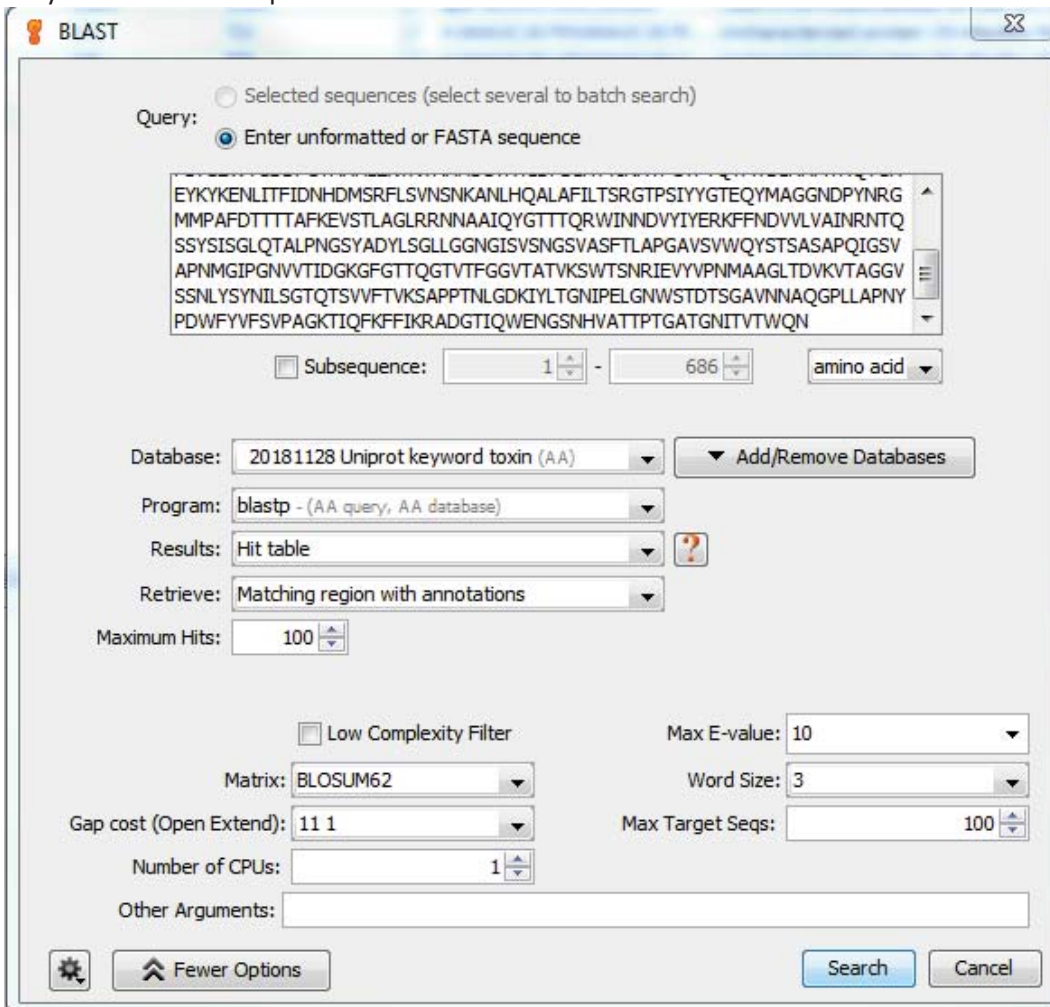 BLAST
Selected sequences (select several to batch search)
Query:
Enter unformatted or FASTA sequence
EYKYKENLITFIDNHDMSRFLSVNSNKANLHQALAFILTSRGTPSIYYGTEQYMAGGNDPYNRG
MMPAFDTTTTAFKEVSTLAGLRRNNAAIQYGTTTQRWINNDVYIYERKFFNDVVLVAINRNTQ
SSYSISGLQTALPNGSYADYLSGLLGGNGISVSNGSVASFTLAPGAVSVWQYSTSASAPQIGSV
APNMGIPGNVVTIDGKGFGTTQGTVTFGGVTATVKSWTSNRIEVYVPNMAAGLTDVKVTAGGV
SSNLYSYNILSGTQTSVVFTVKSAPPTNLGDKIYLTGNIPELGNWSTDTSGAVNNAQGPLLAPNY
PDWFYVFSVPAGKTIQFKFFIKRADGTIQWENGSNHVATTPTGATGNITVTWQN
Subsequence: 1 - 686 amino acid
Database: 20181128 Uniprot keyword toxin (AA) Add/Remove Databases
Program: blastp - (AA query, AA database)
Results: Hit table ?
Retrieve: Matching region with annotations
Maximum Hits: 100
Low Complexity Filter Max E-value: 10
Matrix: BLOSUM62 Word Size: 3
Gap cost (Open Extend): 11 1 Max Target Seqs: 100
Number of CPUs: 1
Other Arguments:
Fewer Options Search Cancel